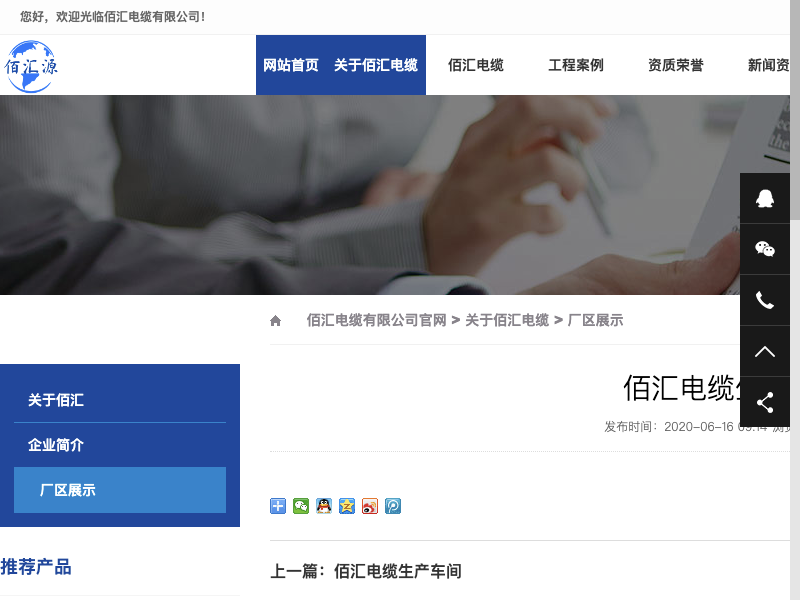 您好，欢迎光临佰汇电缆有限公司！
佰汇源
网站首页 关于佰汇电缆 佰汇电缆 工程案例 资质荣誉 新闻资
the
佰汇电缆有限公司官网 > 关于佰汇电缆 > 厂区展示
佰汇电缆
发布时间：2020-06-16 09:14
关于佰汇
企业简介
厂区展示
推荐产品
上一篇：佰汇电缆生产车间